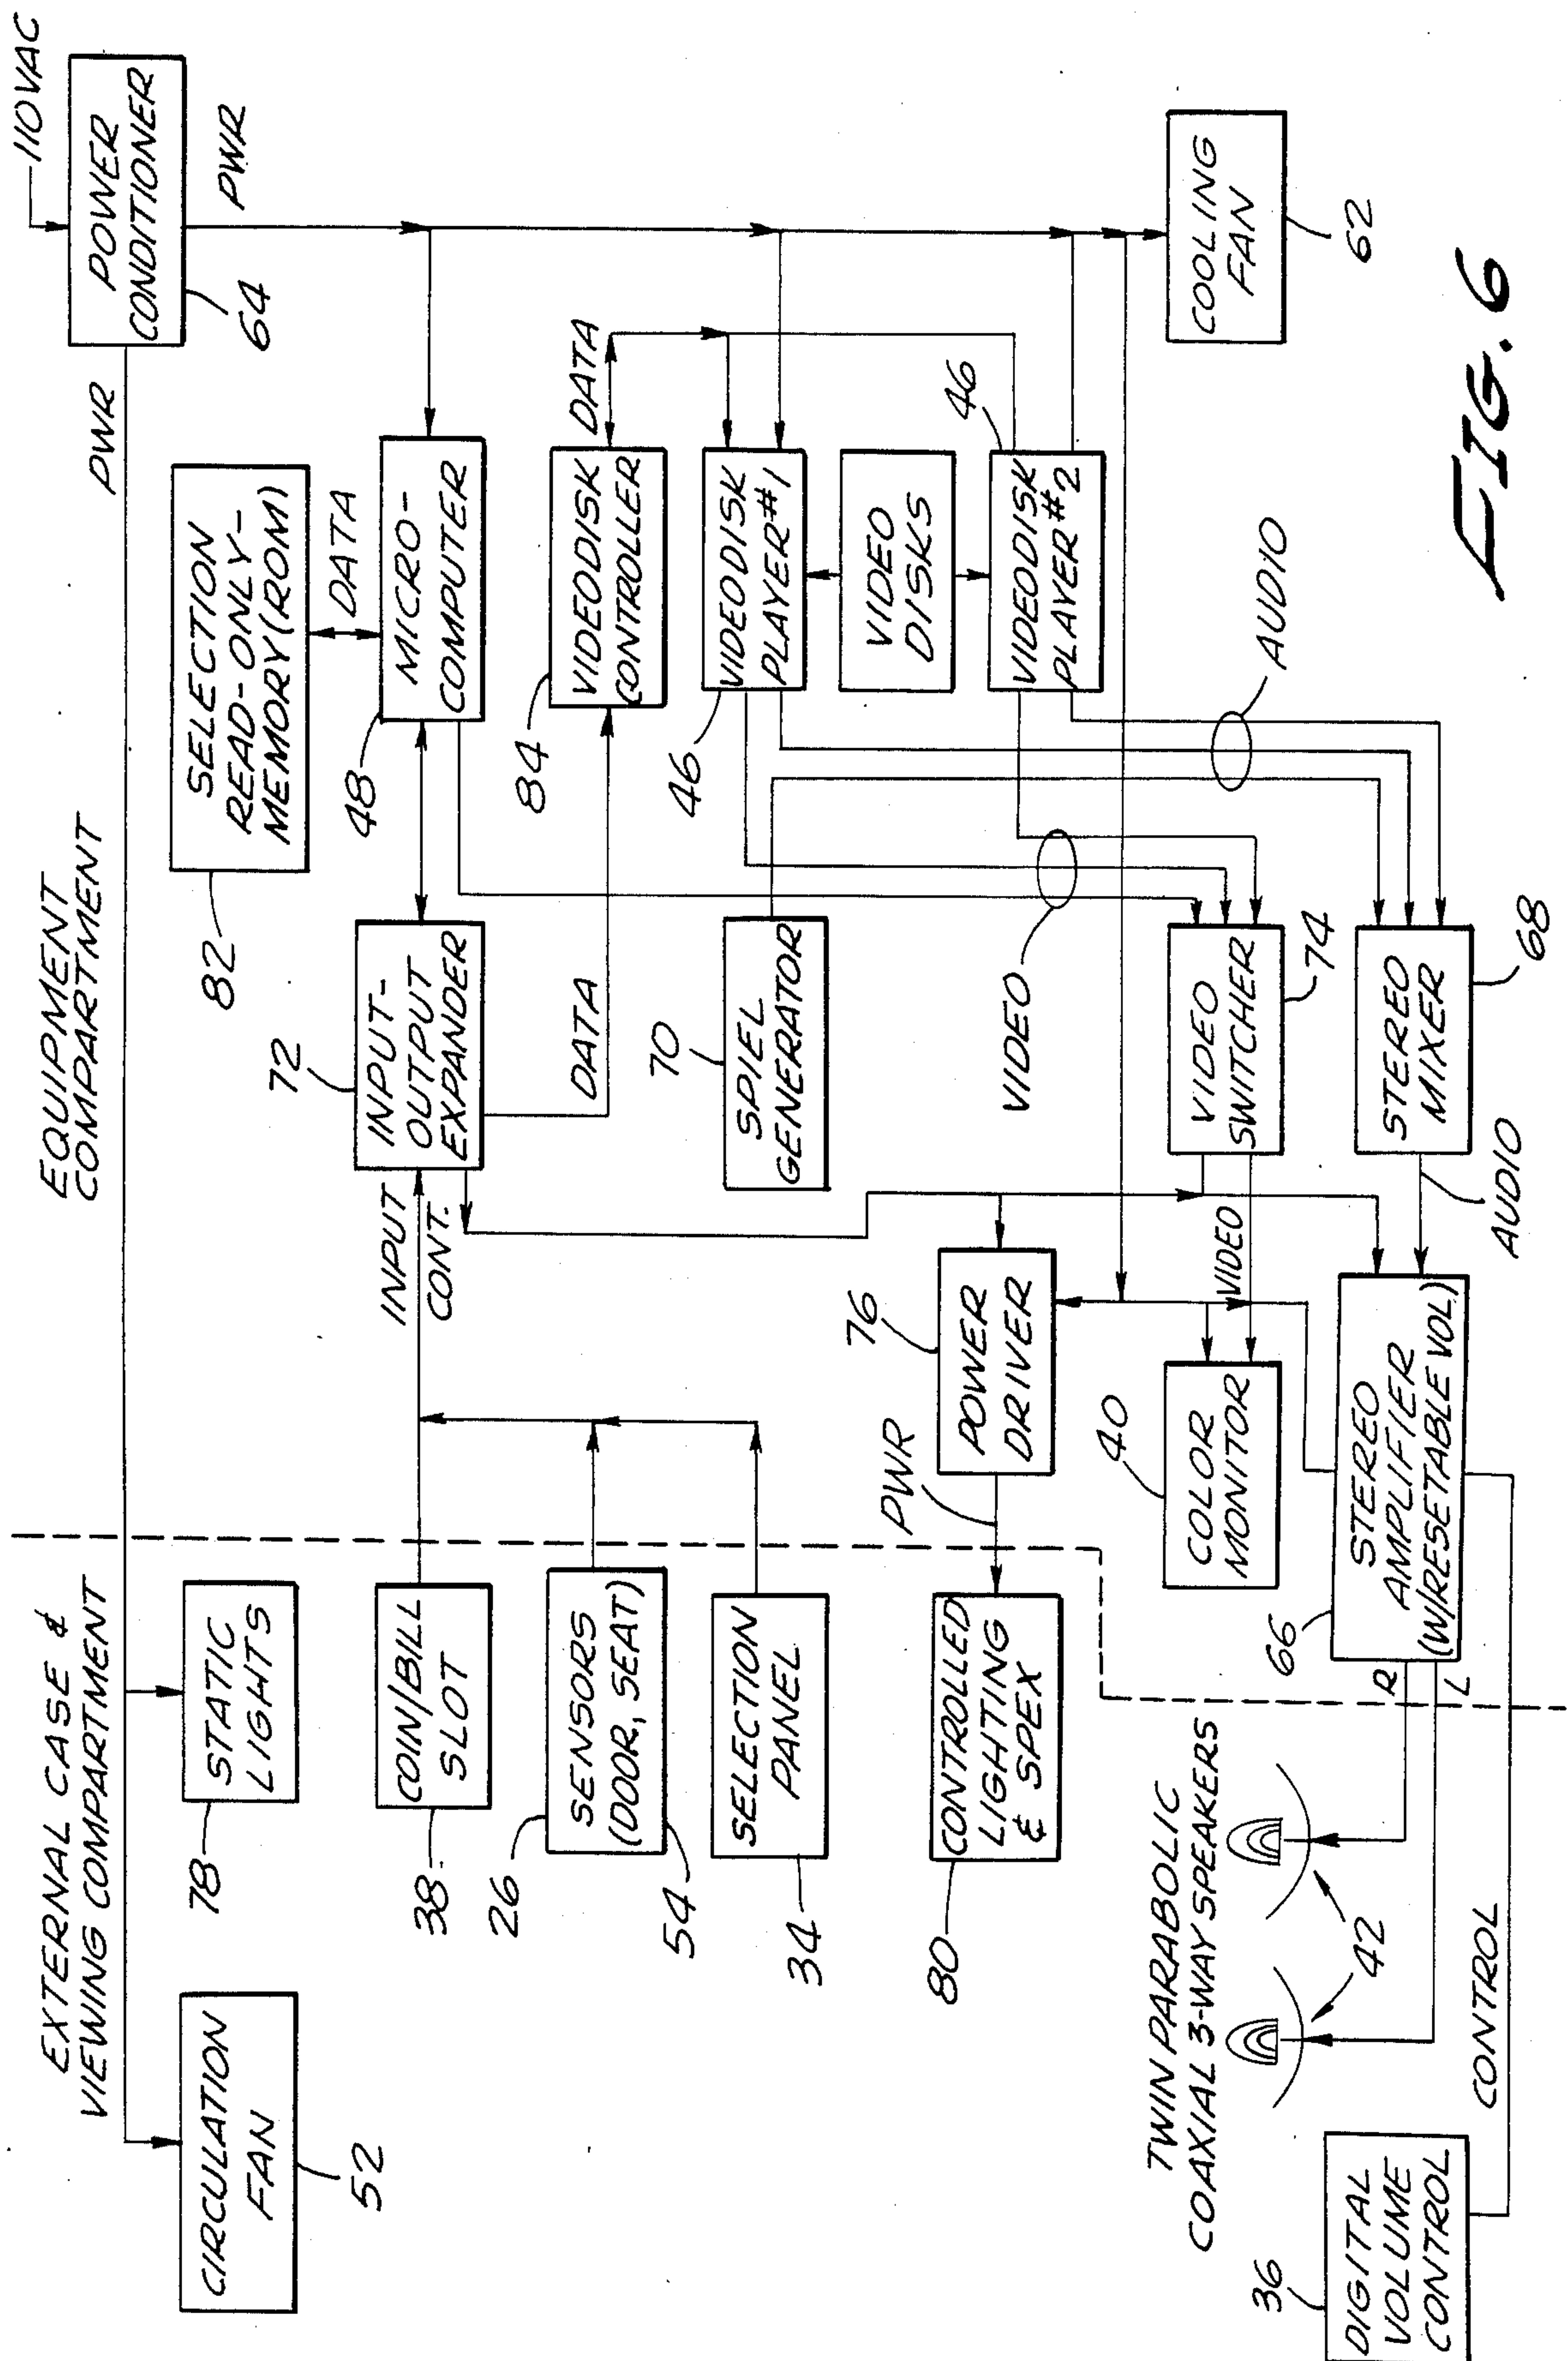 EXTERNAL CASE &
VIEWING COMPARTMENT
EQUIPMENT
COMPARTMENT
110VAC
PWR
POWER
CONDITIONER
64
PWR
CIRCULATION
FAN
52
STATIC
LIGHTS
78
SELECTION
READ-ONLY-
MEMORY(ROM)
82
DATA
COIN/BILL
SLOT
38
INPUT
CONT.
INPUT-
OUTPUT
EXPANDER
72
MICRO-
COMPUTER
48
SENSORS
(DOOR, SEAT)
26
54
DATA
VIDEODISK
CONTROLLER
84
DATA
SELECTION
PANEL
34
SPIEL
GENERATOR
70
VIDEODISK
PLAYER #1
46
VIDEO
DISKS
CONTROLLED
LIGHTING
& SPEX
80
PWR
POWER
DRIVER
76
VIDEODISK
PLAYER #2
46
VIDEO
AUDIO
TWIN PARABOLIC
COAXIAL 3-WAY SPEAKERS
42
COLOR
MONITOR
40
VIDEO
VIDEO
SWITCHER
74
COOLING
FAN
62
DIGITAL
VOLUME
CONTROL
36
CONTROL
R
L
STEREO
AMPLIFIER
(W/RESETABLE VOL.)
66
AUDIO
STEREO
MIXER
68
FIG. 6